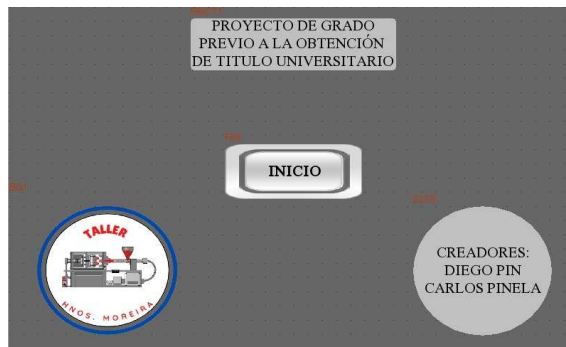 PROYECTO DE GRADO
PREVIO A LA OBTENCIÓN
DE TITULO UNIVERSITARIO
INICIO
TALLER
HNOS. MOREIRA
CREADORES:
DIEGO PIN
CARLOS PINELA